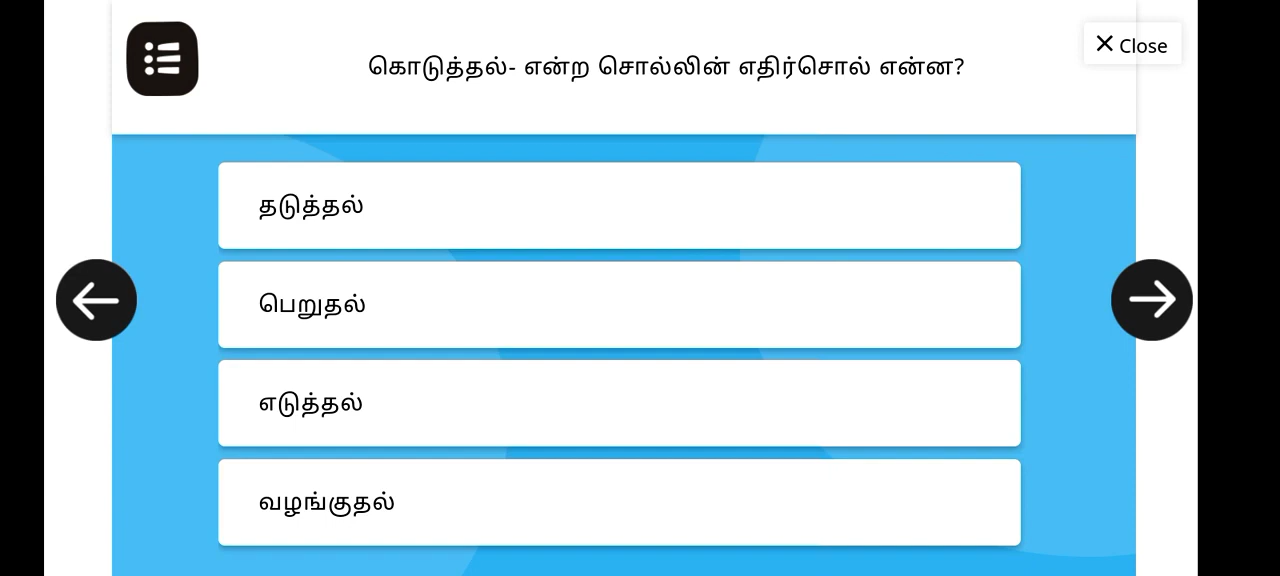 கொடுத்தல்- என்ற சொல்லின் எதிர்சொல் என்ன?
Close
தடுத்தல்
பெறுதல்
எடுத்தல்
வழங்குதல்